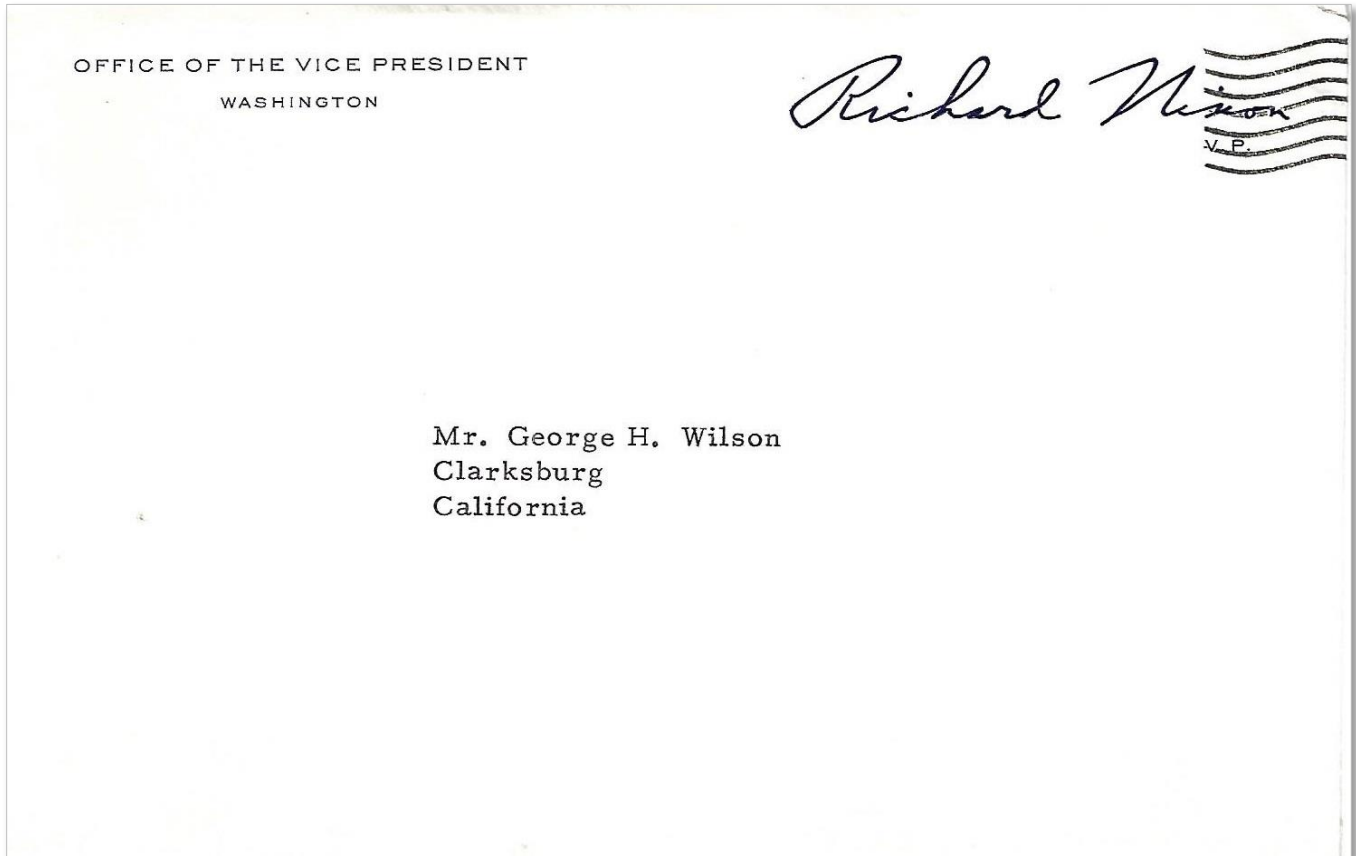 OFFICE OF THE VICE PRESIDENT
WASHINGTON
Richard Nixon
V. P.
Mr. George H. Wilson
Clarksburg
California